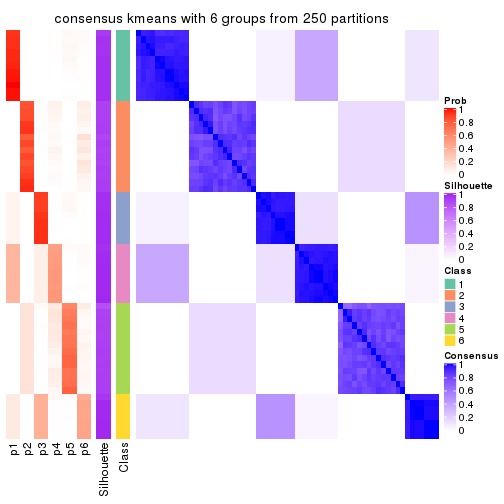 consensus kmeans with 6 groups from 250 partitions
Prob
1
0.8
0.6
0.4
0.2
0
Silhouette
1
0.8
0.6
0.4
0.2
0
Class
1
2
3
4
5
6
Consensus
1
0.8
0.6
0.4
0.2
0
p1
p2
p3
p4
p5
p6
Silhouette
Class